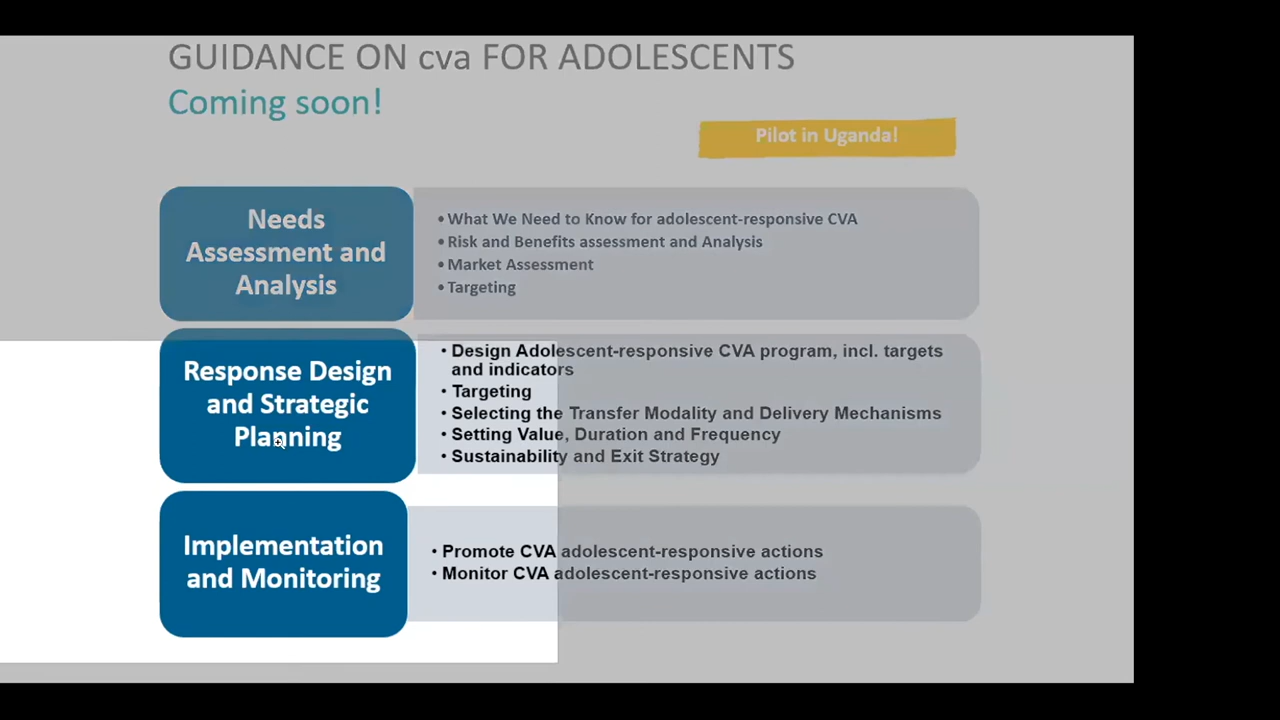 GUIDANCE ON cva FOR ADOLESCENTS
Coming soon!
Pilot in Uganda!
Needs
Assessment and
Analysis
• What We Need to Know for adolescent-responsive CVA
• Risk and Benefits assessment and Analysis
• Market Assessment
• Targeting
Response Design
and Strategic
Planning
• Design Adolescent-responsive CVA program, incl. targets
and indicators
• Targeting
• Selecting the Transfer Modality and Delivery Mechanisms
• Setting Value, Duration and Frequency
• Sustainability and Exit Strategy
Implementation
and Monitoring
• Promote CVA adolescent-responsive actions
• Monitor CVA adolescent-responsive actions